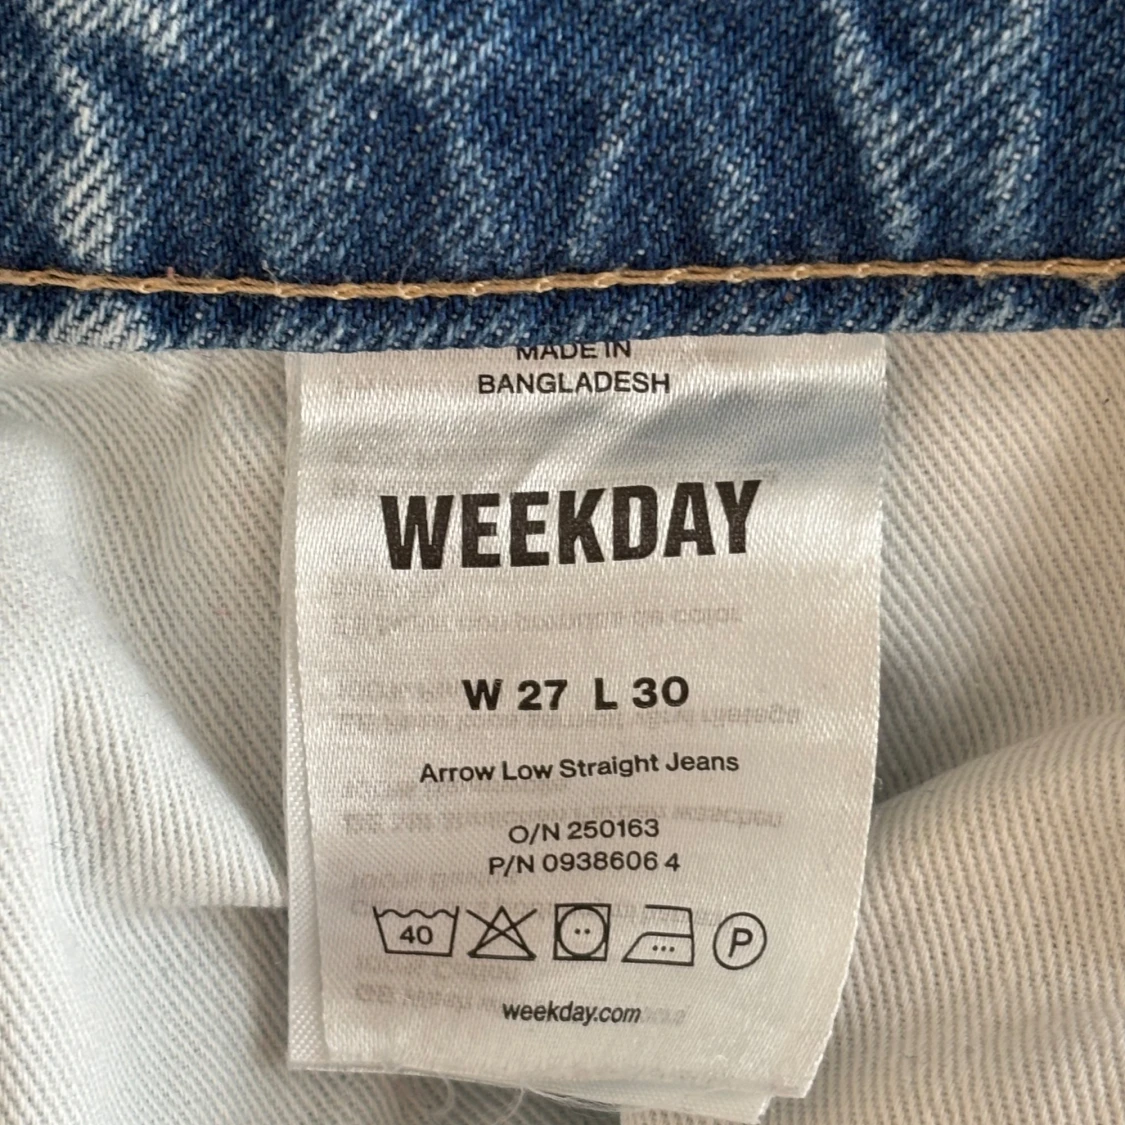 MADE IN
BANGLADESH
WEEKDAY
W 27 L 30
Arrow Low Straight Jeans
O/N 250163
P/N 0938606 4
40
P
weekday.com